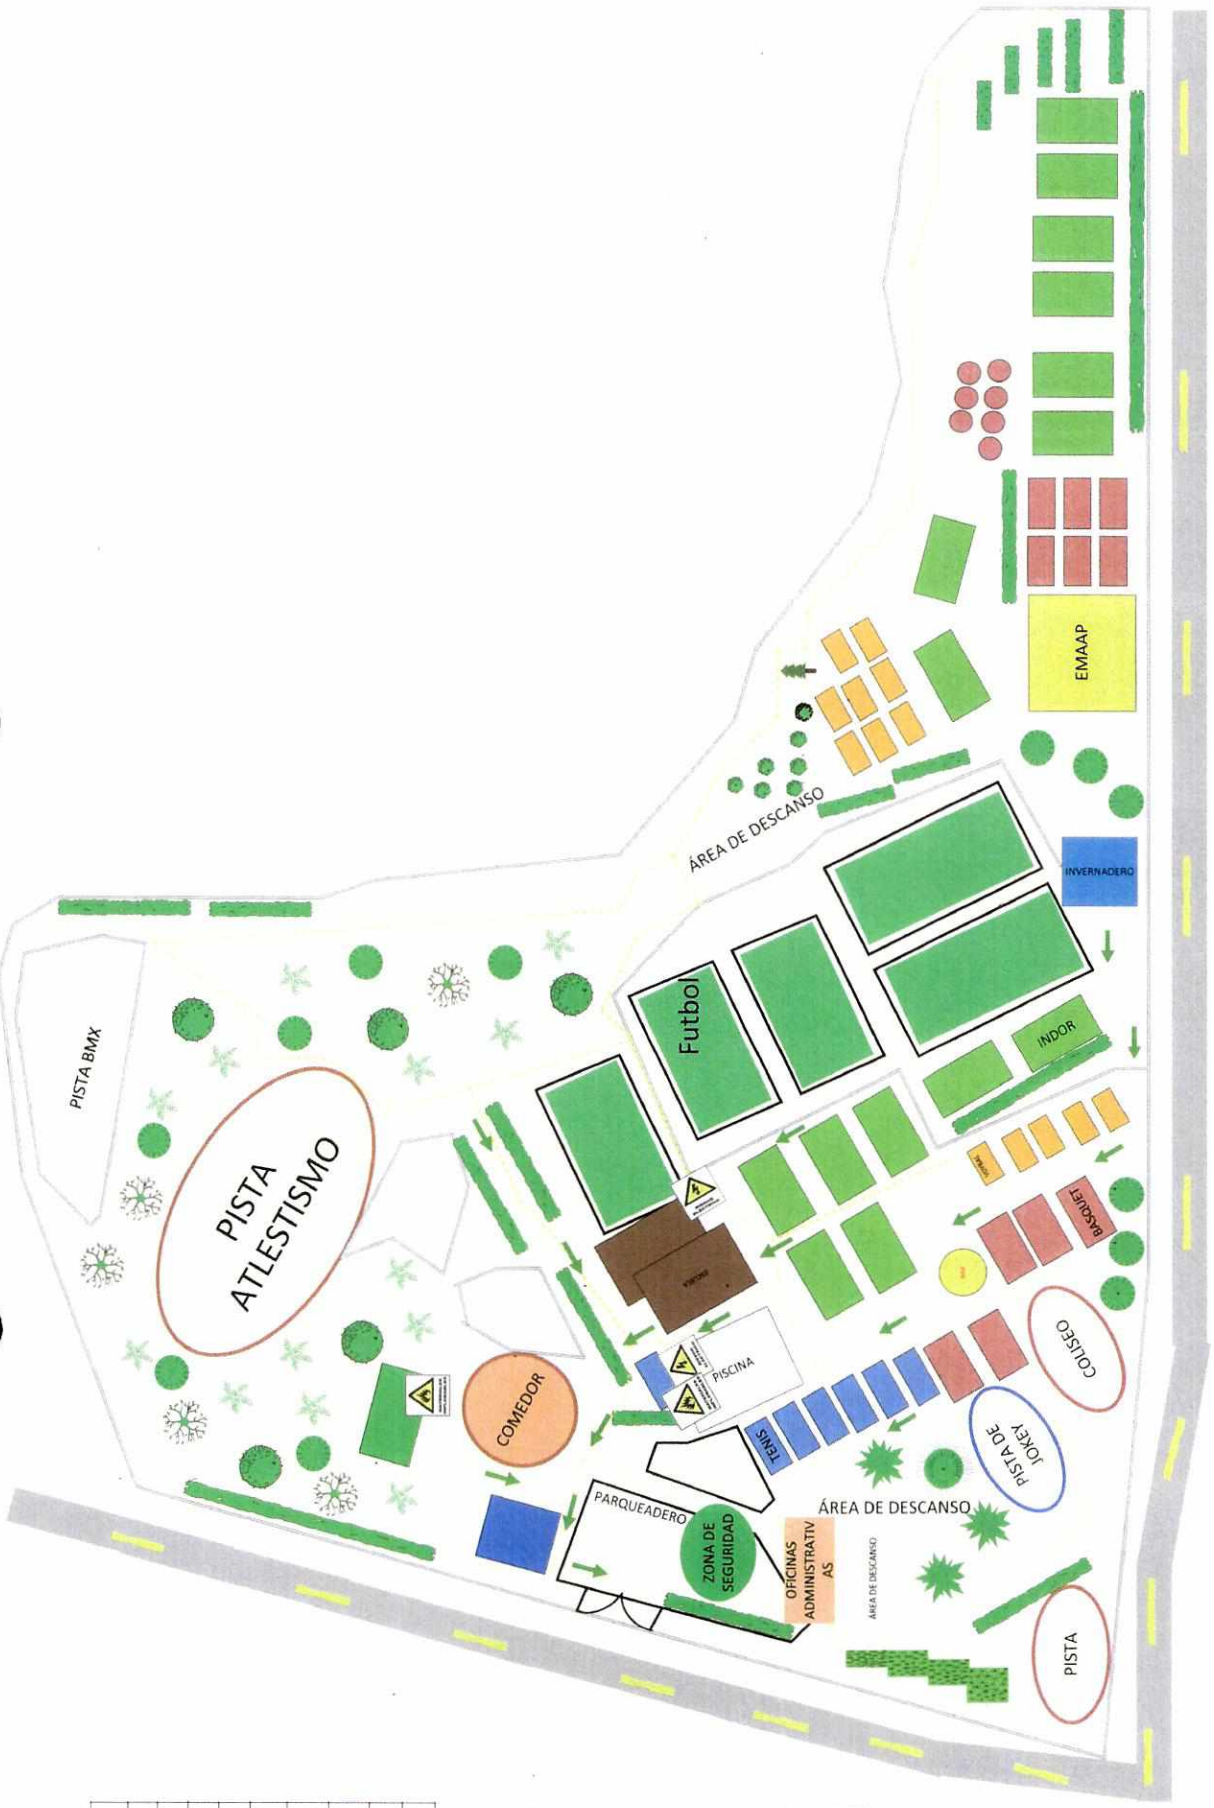 EMAAP
ÁREA DE DESCANSO
INVERNADERO
Futbol
INDOR
PISTA BMX
PISTA
ATLESTISMO
BASQUET
COLISEO
PISCINA
COMEDOR
TENIS
PISTA DE
JOKEY
PARQUEADERO
ZONA DE
SEGURIDAD
ÁREA DE DESCANSO
OFICINAS
ADMINISTRATIV
AS
ÁREA DE DESCANSO
PISTA